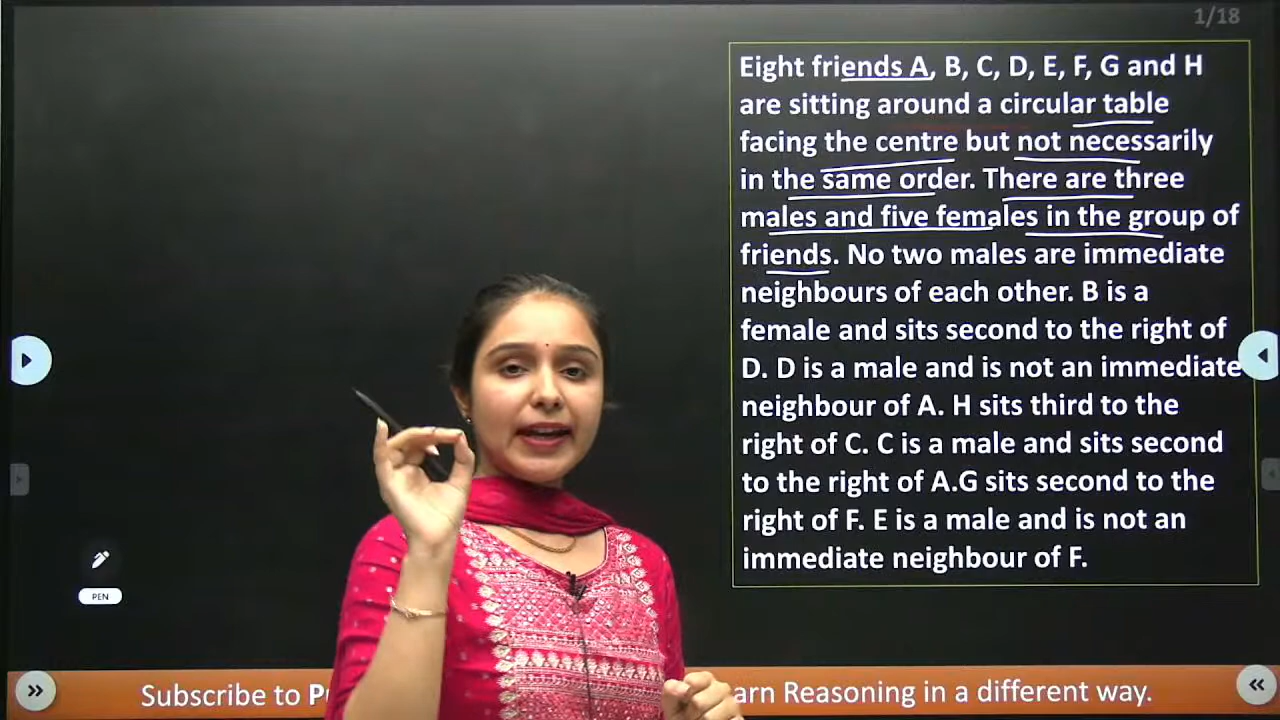 1/18
Eight friends A, B, C, D, E, F, G and H
are sitting around a circular table
facing the centre but not necessarily
in the same order. There are three
males and five females in the group of
friends. No two males are immediate
neighbours of each other. B is a
female and sits second to the right of
D. D is a male and is not an immediate
neighbour of A. H sits third to the
right of C. C is a male and sits second
to the right of A.G sits second to the
right of F. E is a male and is not an
immediate neighbour of F.
PEN
Subscribe to Reasoning in a different way.